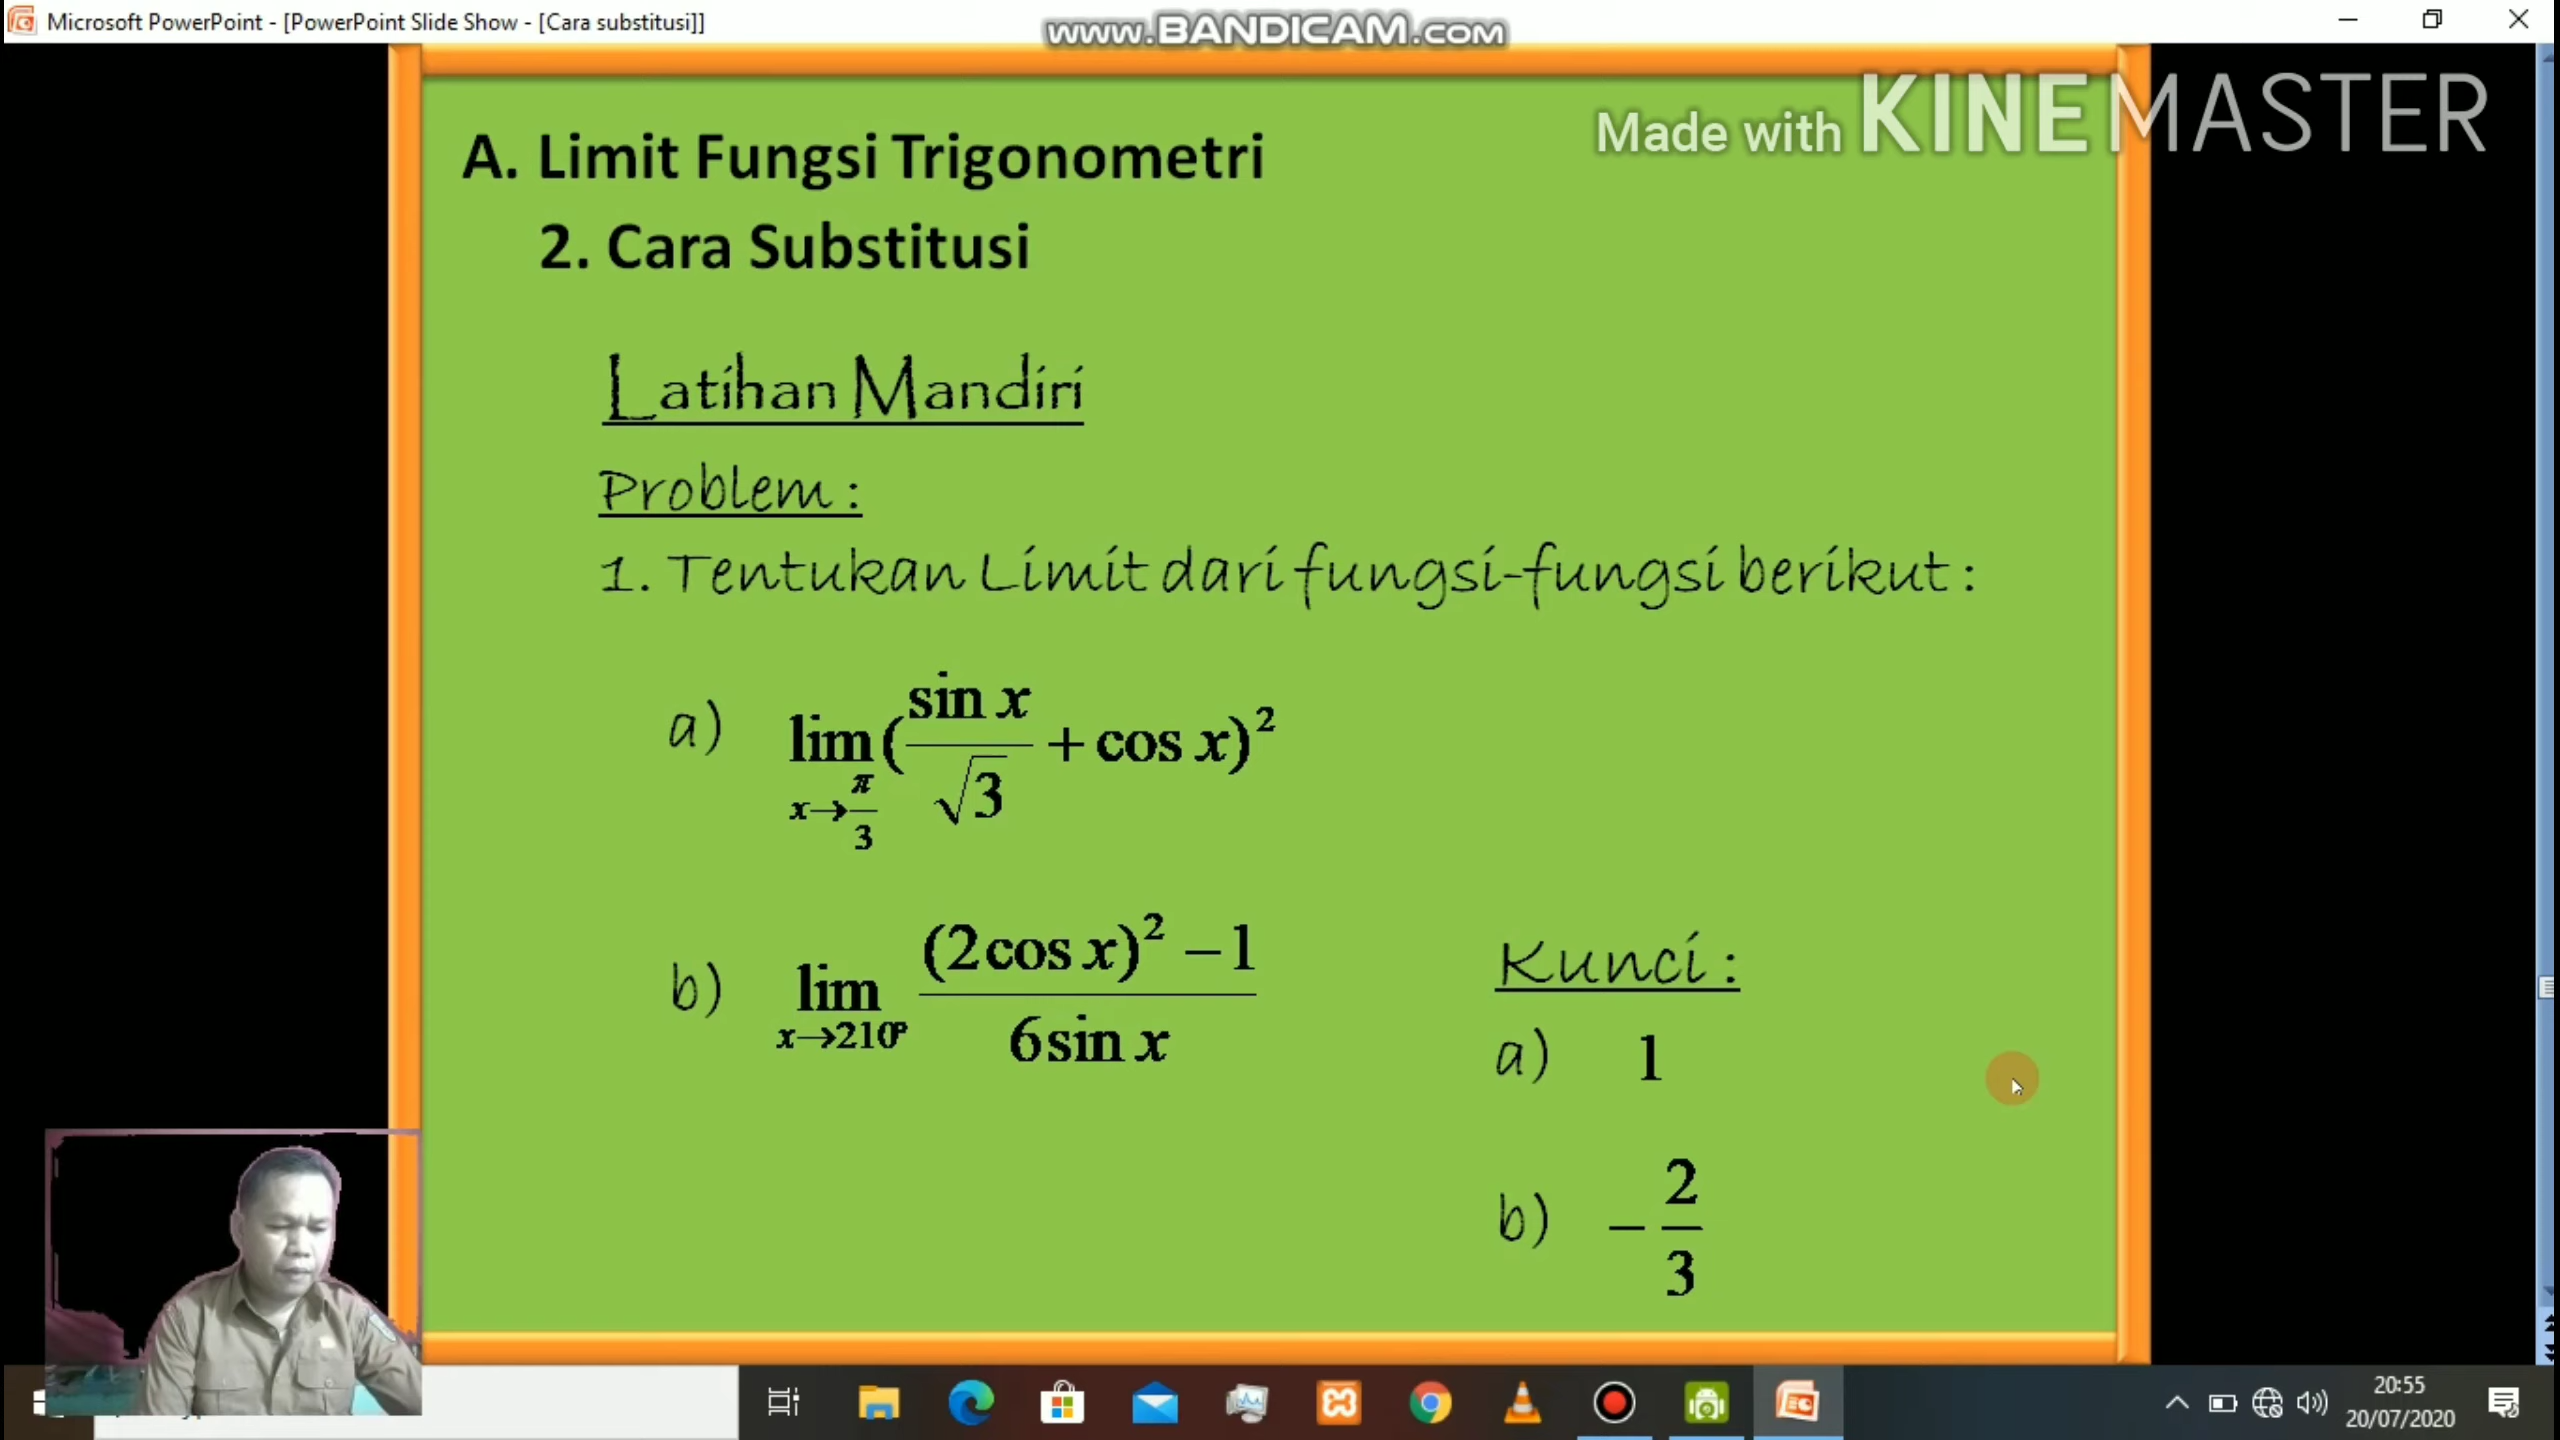 Microsoft PowerPoint - [PowerPoint Slide Show - [Cara substitusi]]
www.BANDICAM.com
Made with KINEMASTER
A. Limit Fungsi Trigonometri
2. Cara Substitusi
Latihan Mandiri
Problem :
1. Tentukan Limit dari fungsi-fungsi berikut :
a) lim x→π/3 (sin x/√3 + cos x)²
b) lim x→210° (2cos x)² − 1 / 6 sin x
Kunci :
a) 1
b) − 2/3
20:55
20/07/2020